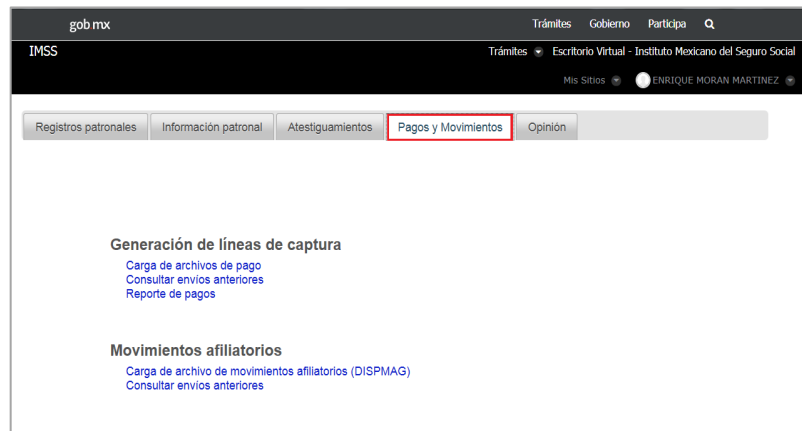 gob mx
Trámites Gobierno Participa
IMSS
Trámites Escritorio Virtual - Instituto Mexicano del Seguro Social
Mis Sitios ENRIQUE MORAN MARTINEZ
Registros patronales Información patronal Atestiguamientos Pagos y Movimientos Opinión
Generación de líneas de captura
Carga de archivos de pago
Consultar envíos anteriores
Reporte de pagos
Movimientos afiliatorios
Carga de archivo de movimientos afiliatorios (DISPMAG)
Consultar envíos anteriores